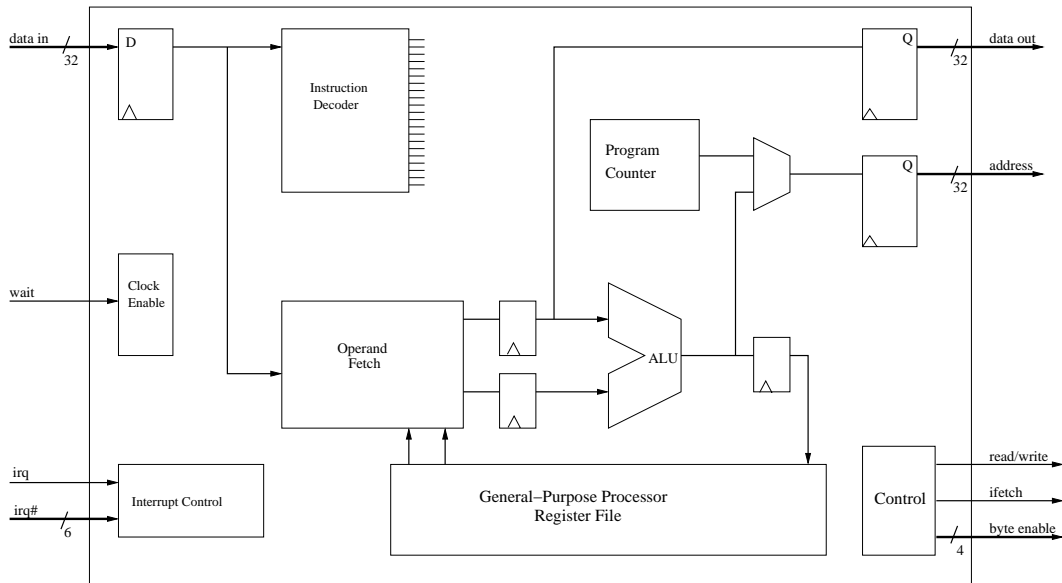 data in
32
D
Instruction
Decoder
Q
32
data out
Program
Counter
Q
32
address
wait
Clock
Enable
Operand
Fetch
ALU
irq
irq#
6
Interrupt Control
General–Purpose Processor
Register File
Control
read/write
ifetch
byte enable
4